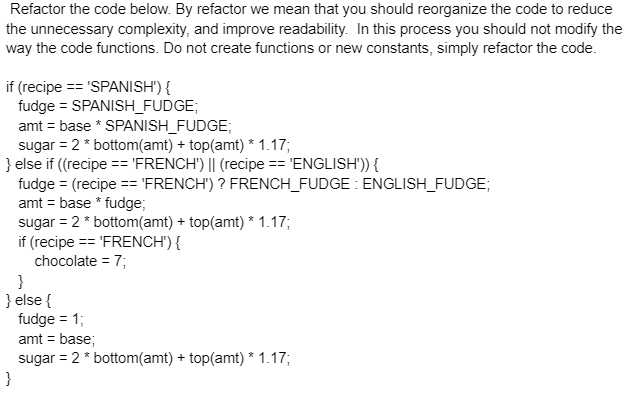 Refactor the code below. By refactor we mean that you should reorganize the code to reduce
the unnecessary complexity, and improve readability. In this process you should not modify the
way the code functions. Do not create functions or new constants, simply refactor the code.
if (recipe == 'SPANISH') {
fudge = SPANISH_FUDGE;
amt = base * SPANISH_FUDGE;
sugar = 2 * bottom(amt) + top(amt) * 1.17;
} else if ((recipe == 'FRENCH') || (recipe == 'ENGLISH')) {
fudge = (recipe == 'FRENCH') ? FRENCH_FUDGE : ENGLISH_FUDGE;
amt = base * fudge;
sugar = 2 * bottom(amt) + top(amt) * 1.17;
if (recipe == 'FRENCH') {
chocolate = 7;
}
} else {
fudge = 1;
amt = base;
sugar = 2 * bottom(amt) + top(amt) * 1.17;
}